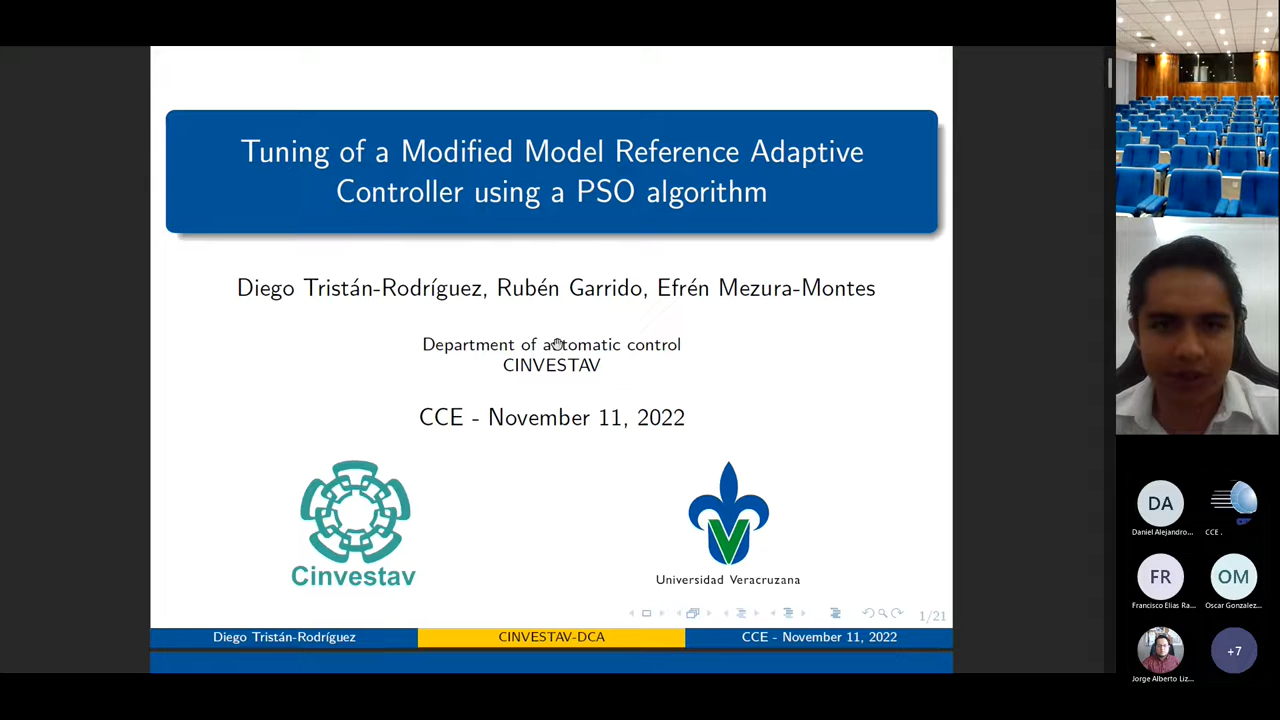 Tuning of a Modified Model Reference Adaptive
Controller using a PSO algorithm
Diego Tristán-Rodríguez, Rubén Garrido, Efrén Mezura-Montes
Department of automatic control
CINVESTAV
CCE - November 11, 2022
Cinvestav
Universidad Veracruzana
1/21
Diego Tristán-Rodríguez
CINVESTAV-DCA
CCE - November 11, 2022
DA
Daniel Alejandro...
CCE .
FR
Francisco Elias Ra...
OM
Oscar Gonzalez...
Jorge Alberto Liz...
+7